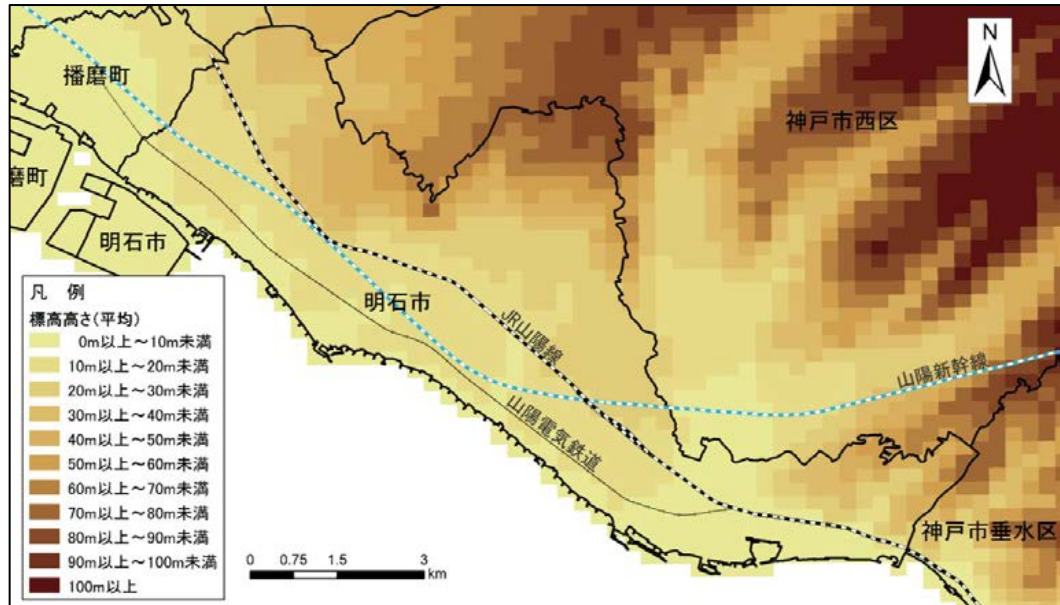 N
播磨町
神戸市西区
磨町
明石市
明石市
JR山陽線
山陽新幹線
山陽電気鉄道
神戸市垂水区
凡 例
標高高さ(平均)
0m以上～10m未満
10m以上～20m未満
20m以上～30m未満
30m以上～40m未満
40m以上～50m未満
50m以上～60m未満
60m以上～70m未満
70m以上～80m未満
80m以上～90m未満
90m以上～100m未満
100m以上
0 0.75 1.5 3
km